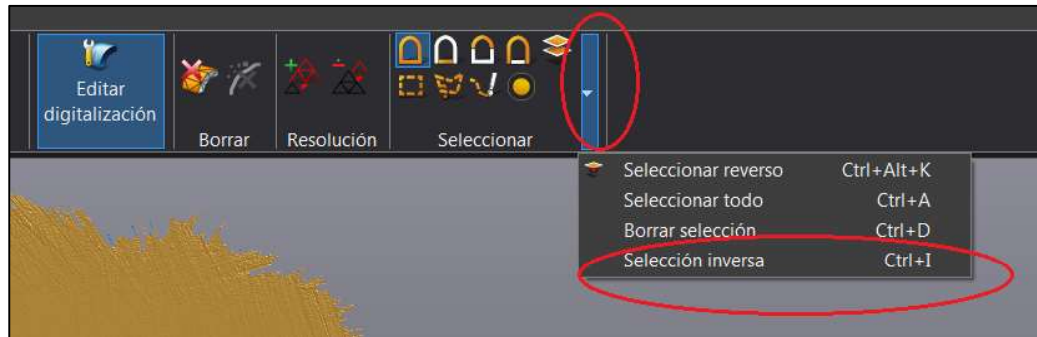 Editar
digitalización
Borrar
Resolución
Seleccionar
Seleccionar reverso Ctrl+Alt+K
Seleccionar todo Ctrl+A
Borrar selección Ctrl+D
Selección inversa Ctrl+I